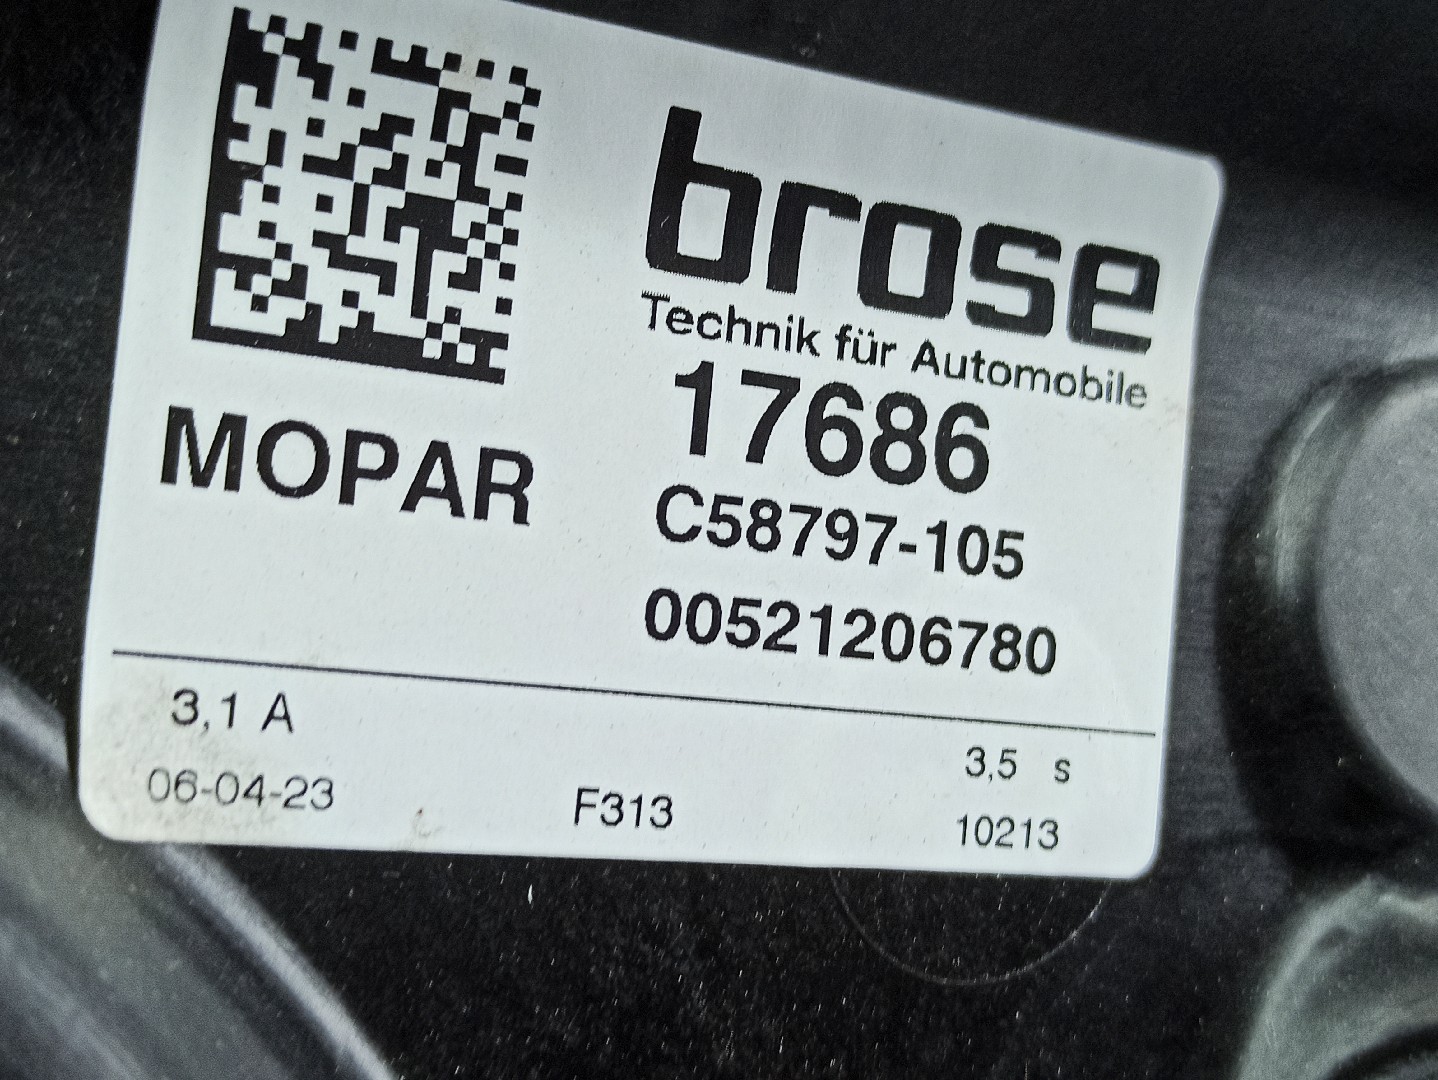 brose
Technik für Automobile
17686
MOPAR
C58797-105
00521206780
3,1 A
3,5 s
06-04-23
F313
10213